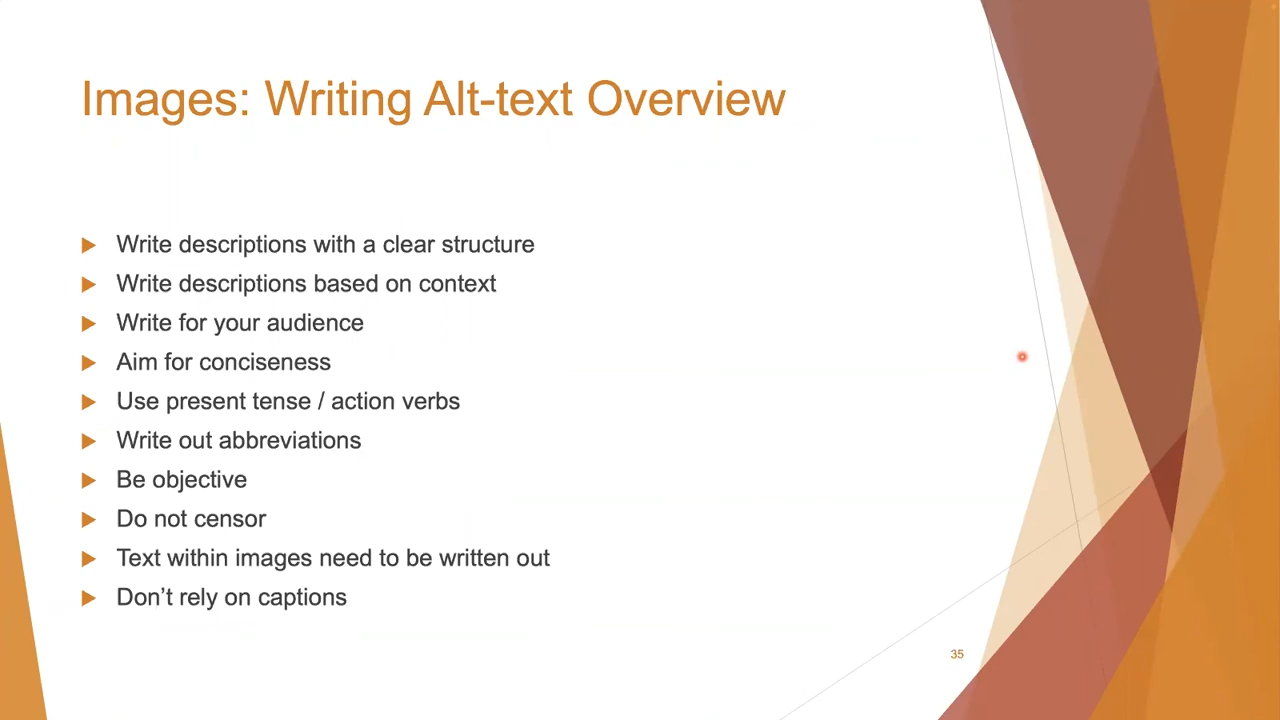 Images: Writing Alt-text Overview
Write descriptions with a clear structure
Write descriptions based on context
Write for your audience
Aim for conciseness
Use present tense / action verbs
Write out abbreviations
Be objective
Do not censor
Text within images need to be written out
Don’t rely on captions
35